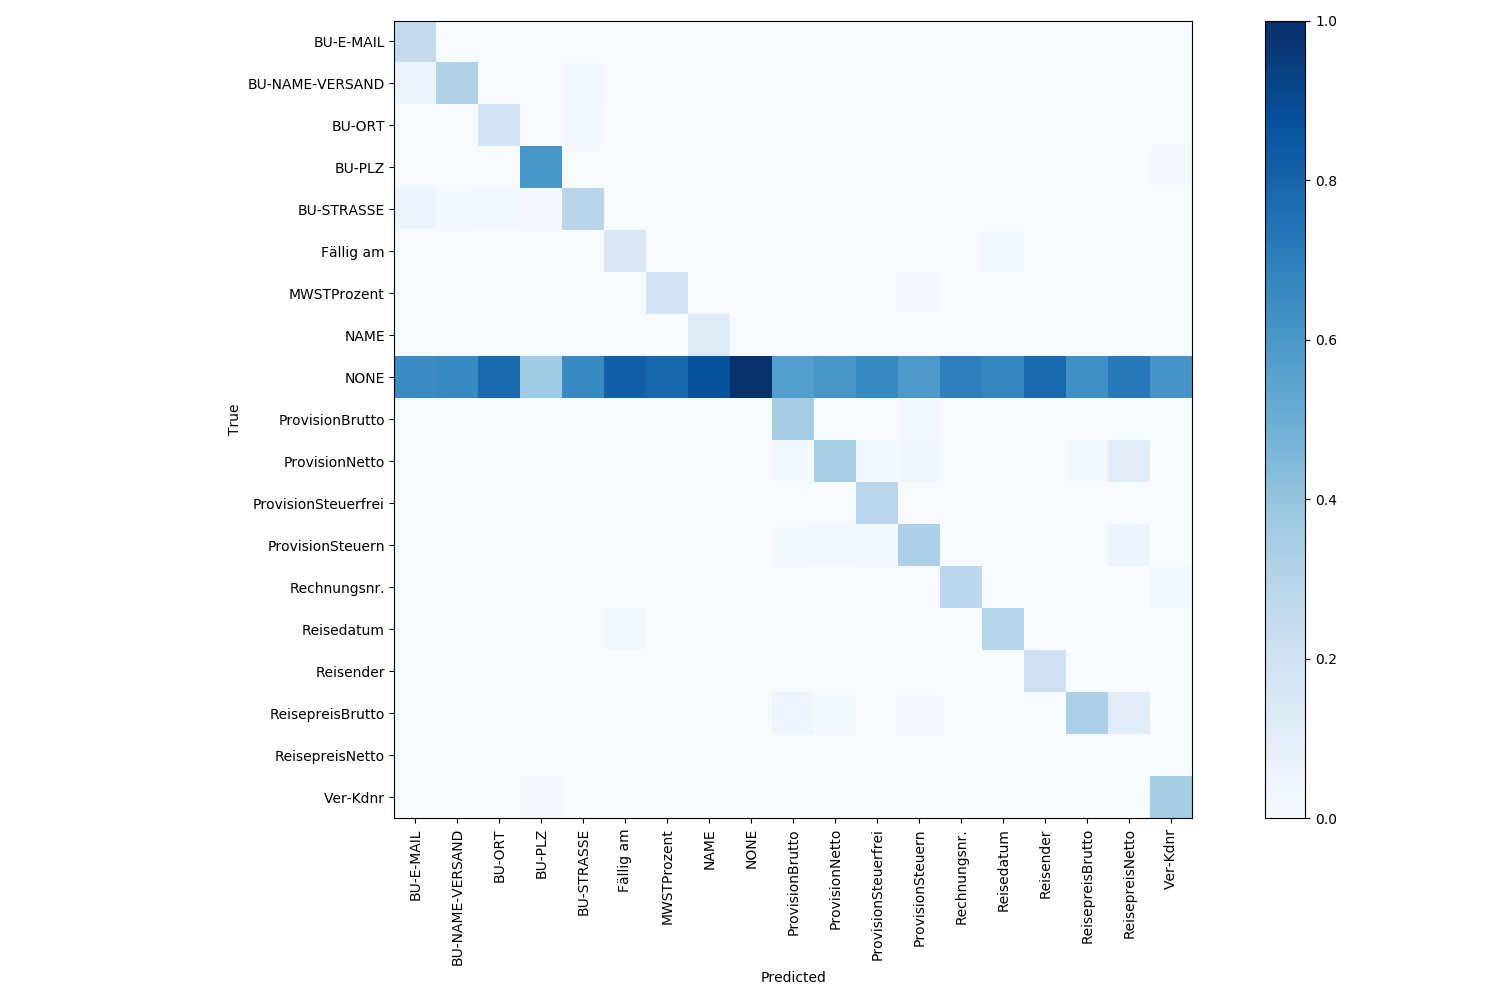 BU-E-MAIL
BU-NAME-VERSAND
BU-ORT
BU-PLZ
BU-STRASSE
Fällig am
MWSTProzent
NAME
NONE
ProvisionBrutto
ProvisionNetto
ProvisionSteuerfrei
ProvisionSteuern
Rechnungsnr.
Reisedatum
Reisender
ReisepreisBrutto
ReisepreisNetto
Ver-Kdnr
True
BU-E-MAIL
BU-NAME-VERSAND
BU-ORT
BU-PLZ
BU-STRASSE
Fällig am
MWSTProzent
NAME
NONE
ProvisionBrutto
ProvisionNetto
ProvisionSteuerfrei
ProvisionSteuern
Rechnungsnr.
Reisedatum
Reisender
ReisepreisBrutto
ReisepreisNetto
Ver-Kdnr
Predicted
1.0
0.8
0.6
0.4
0.2
0.0